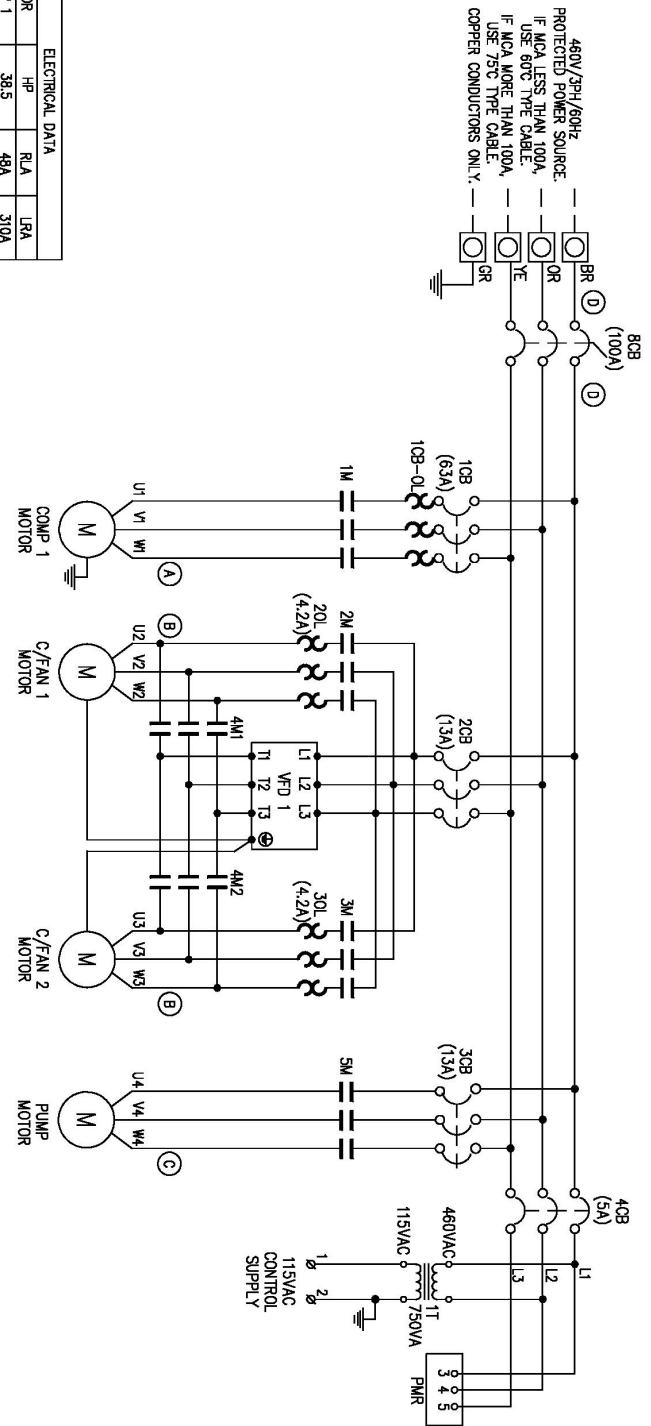 460V/3PH/60Hz
PROTECTED POWER SOURCE.
IF MCA LESS THAN 100A,
USE 60°C TYPE CABLE.
IF MCA MORE THAN 100A,
USE 75°C TYPE CABLE.
COPPER CONDUCTORS ONLY.
BR
OR
YE
GR
D
8CB
(100A)
D
1CB
(63A)
1CB-OL
1M
U1 V1 W1
A
COMP 1
MOTOR
M
2CB
(13A)
2M
2OL
(4.2A)
U2 V2 W2
B
C/FAN 1
MOTOR
M
4M1
L1 L2 L3
VFD 1
T1 T2 T3
4M2
3M
3OL
(4.2A)
U3 V3 W3
B
C/FAN 2
MOTOR
M
3CB
(13A)
5M
U4 V4 W4
C
PUMP
MOTOR
M
4CB
(5A)
L1
L2
L3
460VAC
1T
115VAC
750VA
1 2
115VAC
CONTROL
SUPPLY
3 4 5
PMR
ELECTRICAL DATA
HP RLA LRA
38.5 48A 310A